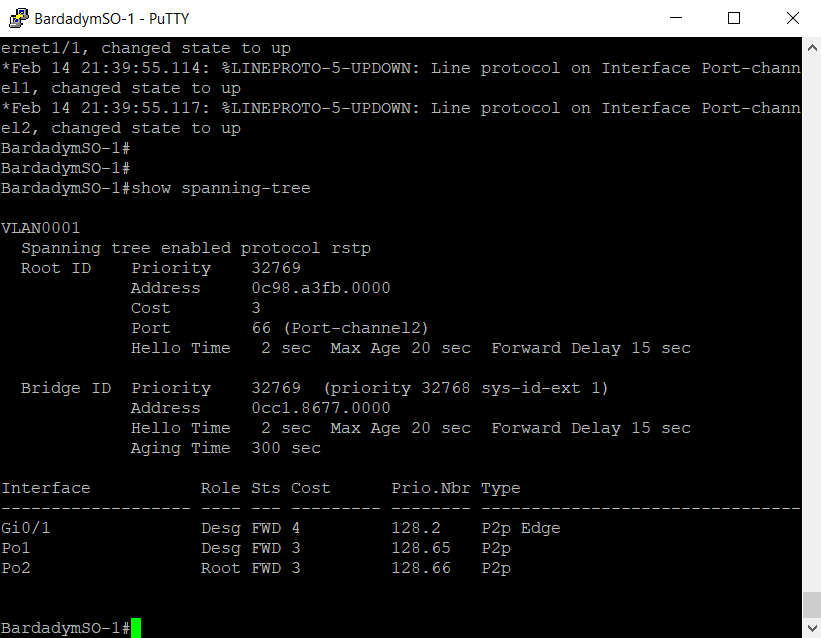 BardadymSO-1 - PuTTY
ernet1/1, changed state to up
*Feb 14 21:39:55.114: %LINEPROTO-5-UPDOWN: Line protocol on Interface Port-chann
el1, changed state to up
*Feb 14 21:39:55.117: %LINEPROTO-5-UPDOWN: Line protocol on Interface Port-chann
el2, changed state to up
BardadymSO-1#
BardadymSO-1#
BardadymSO-1#show spanning-tree

VLAN0001
  Spanning tree enabled protocol rstp
  Root ID    Priority    32769
             Address     0c98.a3fb.0000
             Cost        3
             Port        66 (Port-channel2)
             Hello Time   2 sec  Max Age 20 sec  Forward Delay 15 sec

  Bridge ID  Priority    32769  (priority 32768 sys-id-ext 1)
             Address     0cc1.8677.0000
             Hello Time   2 sec  Max Age 20 sec  Forward Delay 15 sec
             Aging Time  300 sec

Interface           Role Sts Cost      Prio.Nbr Type
------------------- ---- --- --------- -------- --------------------------------
Gi0/1               Desg FWD 4         128.2    P2p Edge
Po1                 Desg FWD 3         128.65   P2p
Po2                 Root FWD 3         128.66   P2p

BardadymSO-1#